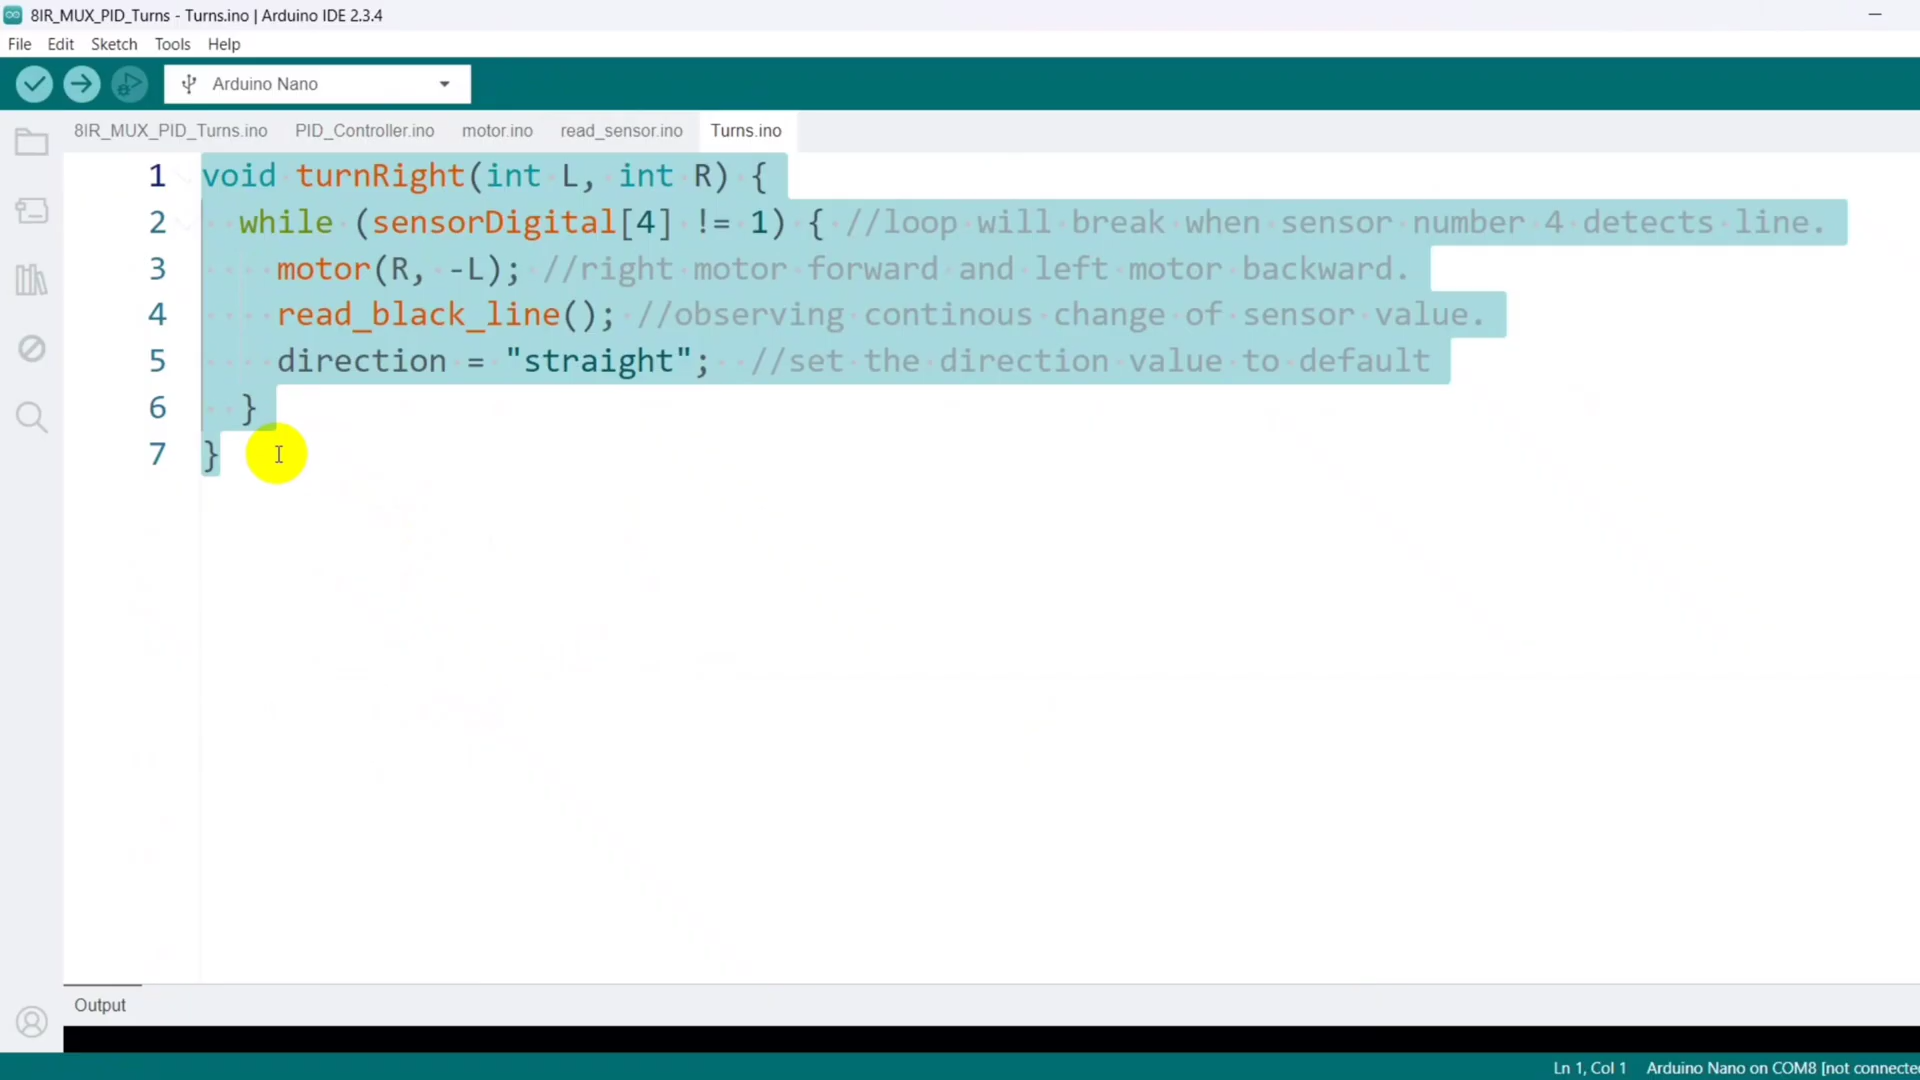 8IR_MUX_PID_Turns - Turns.ino | Arduino IDE 2.3.4
File Edit Sketch Tools Help
Arduino Nano
8IR_MUX_PID_Turns.ino PID_Controller.ino motor.ino read_sensor.ino Turns.ino
1 void turnRight(int L, int R) {
2 while (sensorDigital[4] != 1) { //loop will break when sensor number 4 detects line.
3 motor(R, -L); //right motor forward and left motor backward.
4 read_black_line(); //observing continous change of sensor value.
5 direction = "straight"; //set the direction value to default
6 }
7 }
Output
Ln 1, Col 1 Arduino Nano on COM8 [not connected